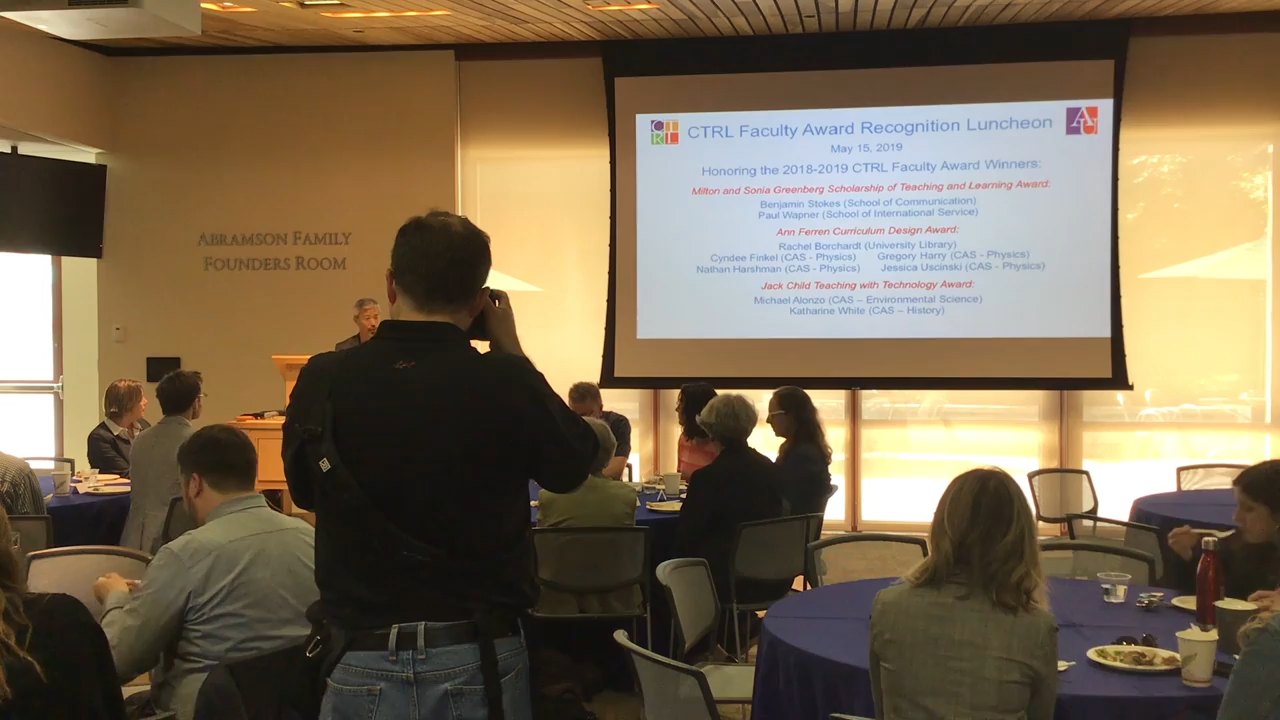 ABRAMSON FAMILY
FOUNDERS ROOM
CTRL
CTRL Faculty Award Recognition Luncheon
AU
May 15, 2019
Honoring the 2018-2019 CTRL Faculty Award Winners:
Milton and Sonia Greenberg Scholarship of Teaching and Learning Award:
Benjamin Stokes (School of Communication)
Paul Wapner (School of International Service)
Ann Ferren Curriculum Design Award:
Rachel Borchardt (University Library)
Cyndee Finkel (CAS - Physics) Gregory Harry (CAS - Physics)
Nathan Harshman (CAS - Physics) Jessica Uscinski (CAS - Physics)
Jack Child Teaching with Technology Award:
Michael Alonzo (CAS – Environmental Science)
Katharine White (CAS – History)